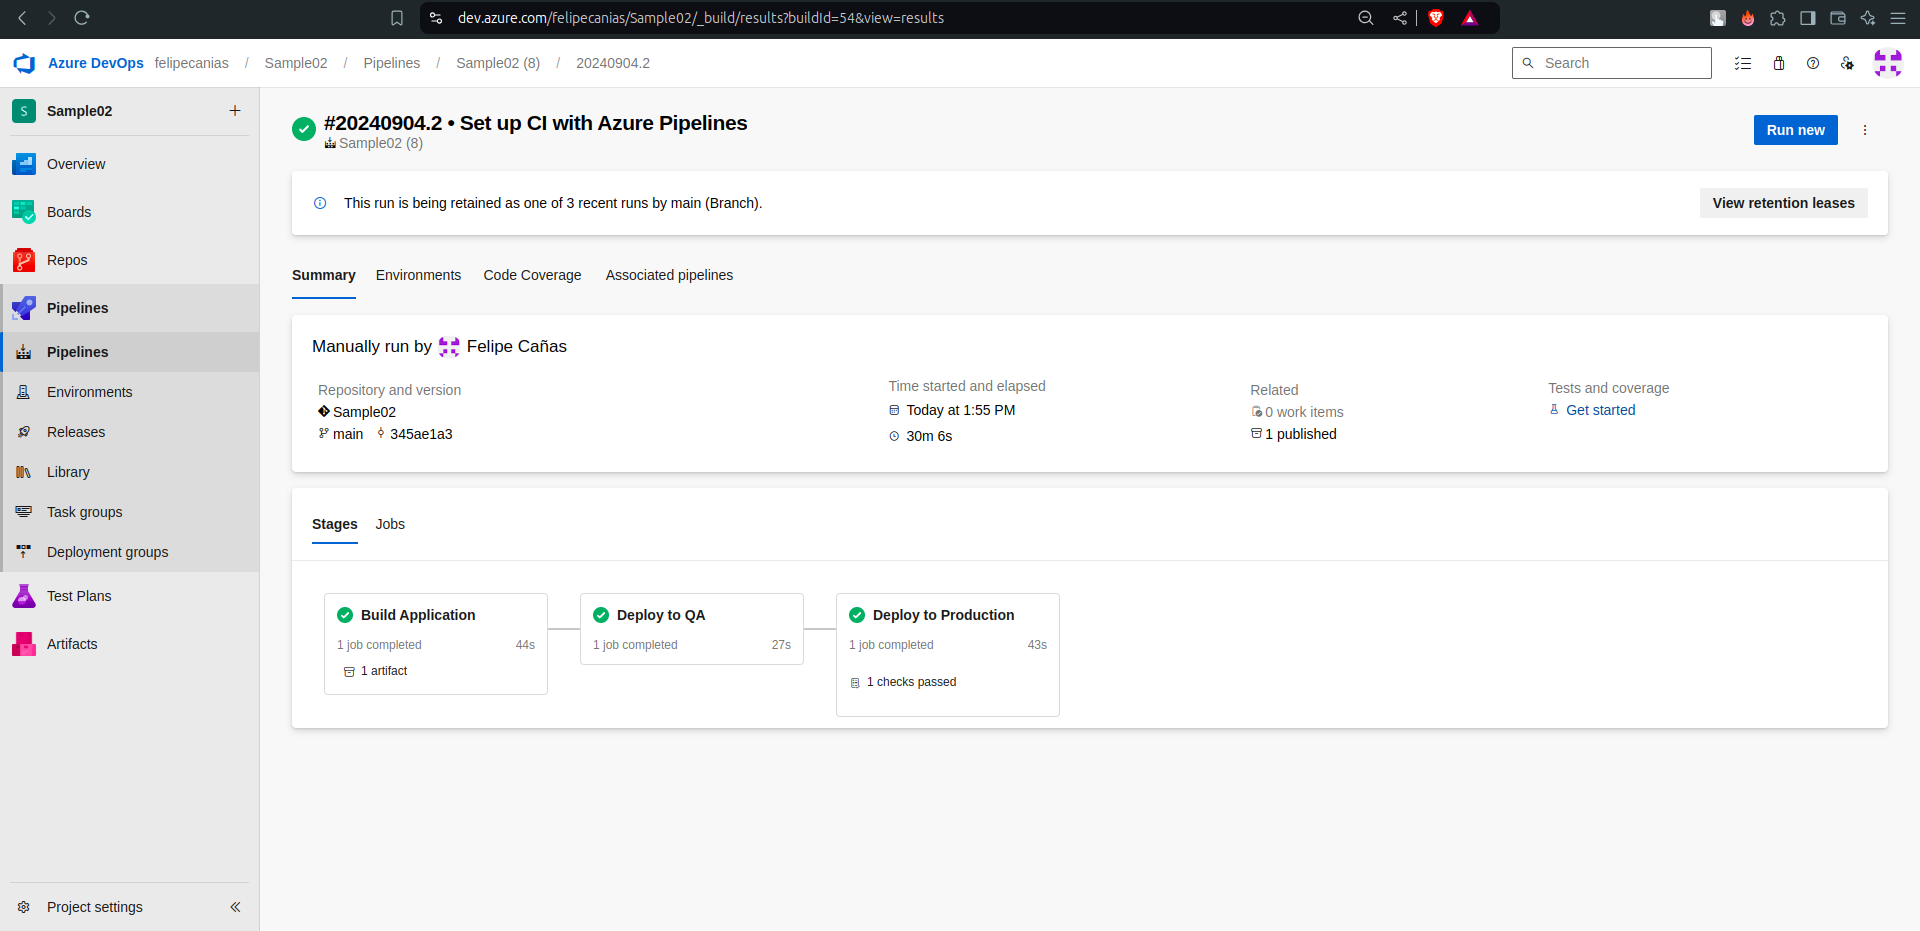 dev.azure.com/felipecanias/Sample02/_build/results?buildId=54&view=results
Azure DevOps felipecanias / Sample02 / Pipelines / Sample02 (8) / 20240904.2
Search
S Sample02
Overview
Boards
Repos
Pipelines
Pipelines
Environments
Releases
Library
Task groups
Deployment groups
Test Plans
Artifacts
Project settings
#20240904.2 • Set up CI with Azure Pipelines
Sample02 (8)
Run new
This run is being retained as one of 3 recent runs by main (Branch).
View retention leases
Summary Environments Code Coverage Associated pipelines
Manually run by Felipe Cañas
Repository and version
Sample02
main 345ae1a3
Time started and elapsed
Today at 1:55 PM
30m 6s
Related
0 work items
1 published
Tests and coverage
Get started
Stages Jobs
Build Application
1 job completed 44s
1 artifact
Deploy to QA
1 job completed 27s
Deploy to Production
1 job completed 43s
1 checks passed